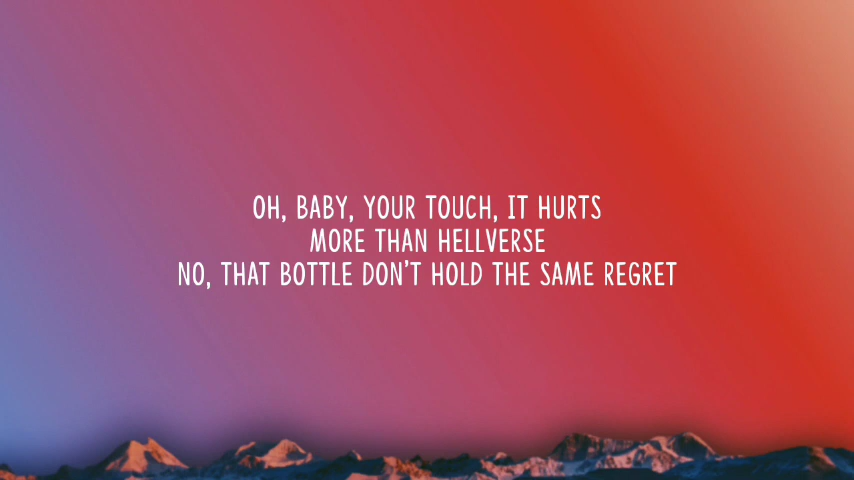 OH, BABY, YOUR TOUCH, IT HURTS
MORE THAN HELLVERSE
NO, THAT BOTTLE DON'T HOLD THE SAME REGRET